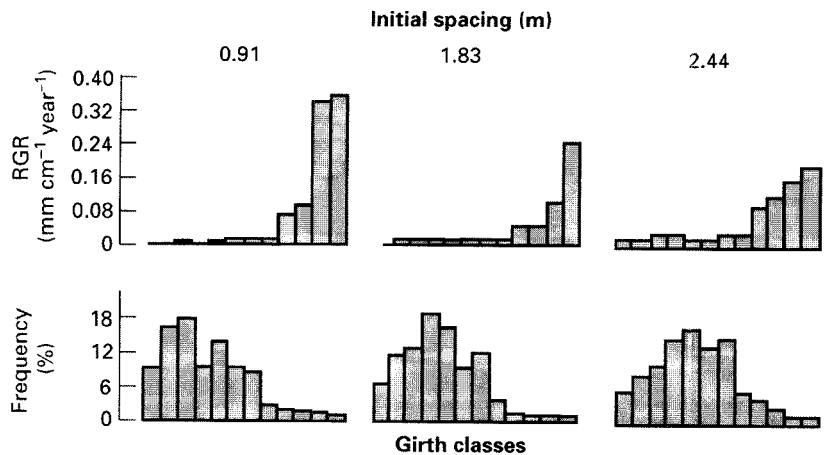 Initial spacing (m)
0.91 1.83 2.44
RGR
(mm cm⁻¹ year⁻¹)
0.40
0.32
0.24
0.16
0.08
0
Frequency
(%)
18
12
6
0
Girth classes